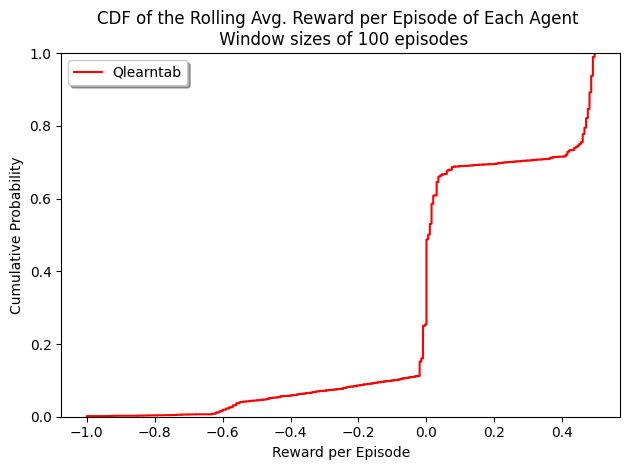 CDF of the Rolling Avg. Reward per Episode of Each Agent
Window sizes of 100 episodes
Qlearntab
Cumulative Probability
1.0
0.8
0.6
0.4
0.2
0.0
−1.0 −0.8 −0.6 −0.4 −0.2 0.0 0.2 0.4
Reward per Episode